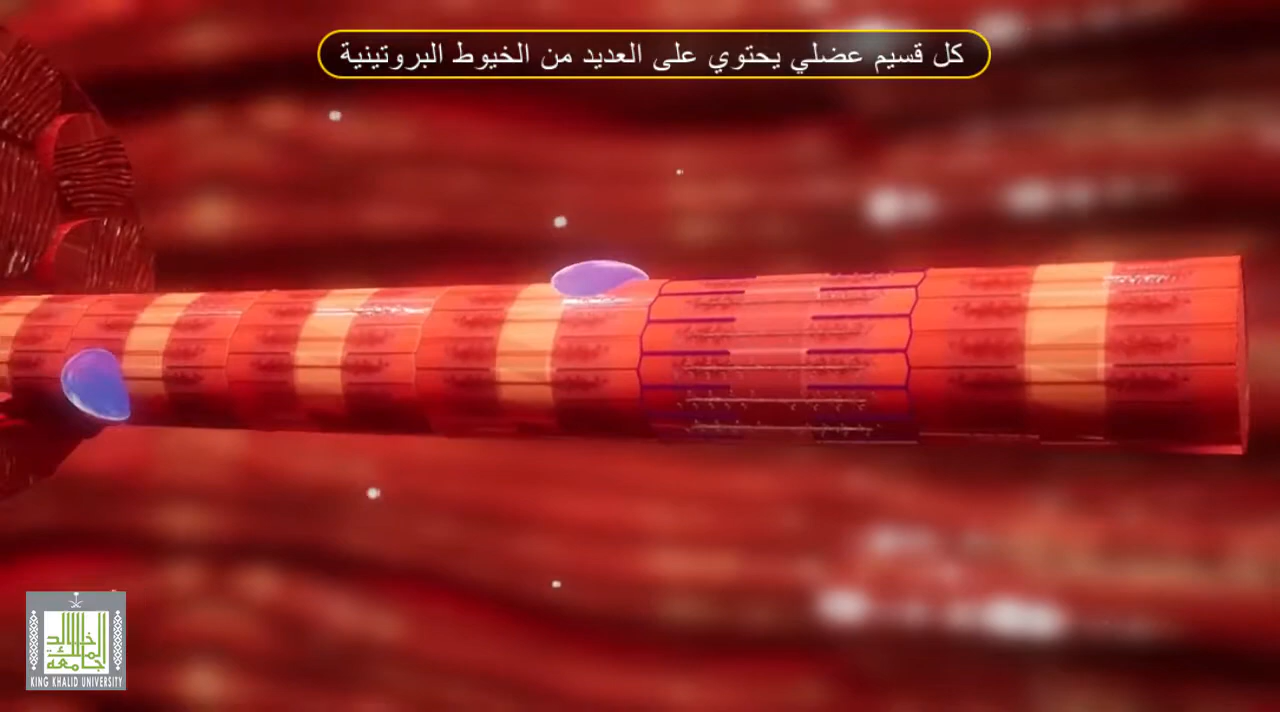 كل قسيم عضلي يحتوي على العديد من الخيوط البروتينية
جامعة الملك خالد
KING KHALID UNIVERSITY